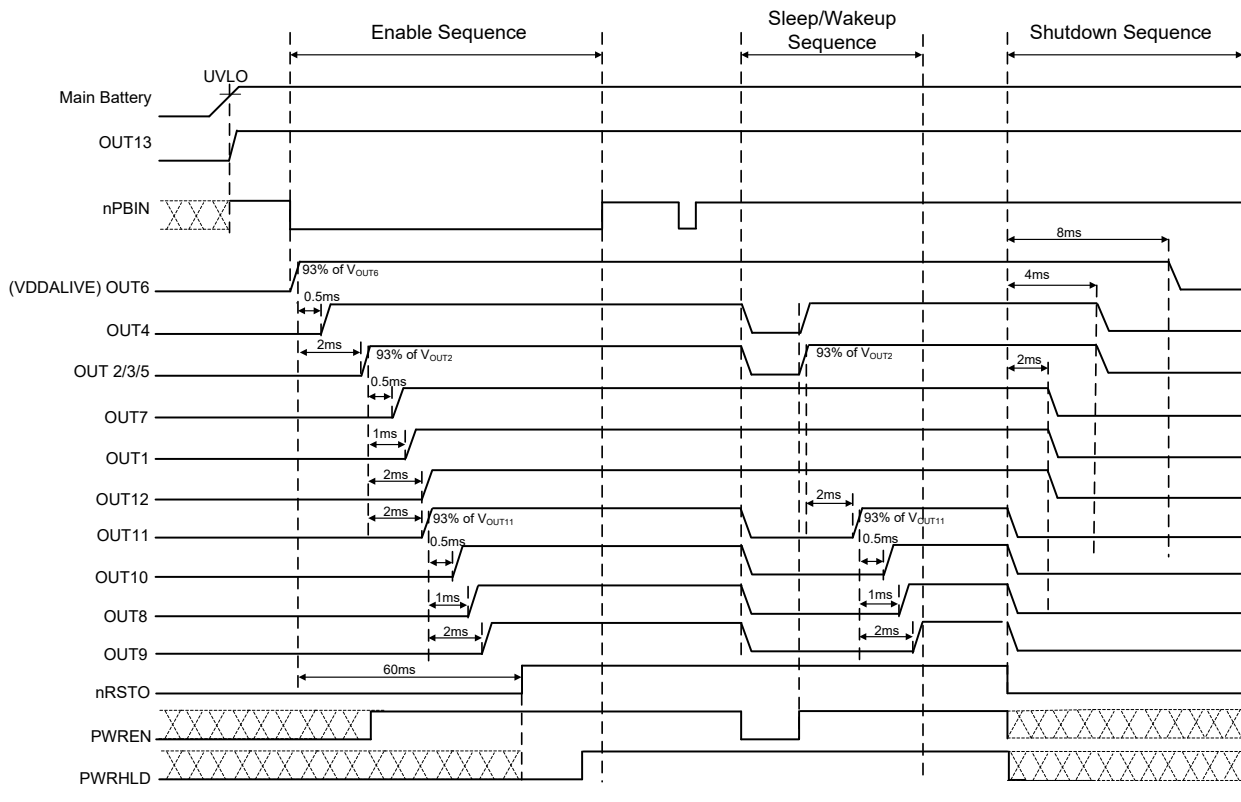 Enable Sequence
Sleep/Wakeup
Sequence
Shutdown Sequence
UVLO
Main Battery
OUT13
nPBIN
8ms
93% of VOUT6
(VDDALIVE) OUT6
4ms
0.5ms
OUT4
2ms
93% of VOUT2
93% of VOUT2
OUT 2/3/5
2ms
0.5ms
OUT7
1ms
OUT1
2ms
OUT12
2ms
2ms
93% of VOUT11
93% of VOUT11
OUT11
0.5ms
0.5ms
OUT10
1ms
1ms
OUT8
2ms
2ms
OUT9
60ms
nRSTO
PWREN
PWRHLD